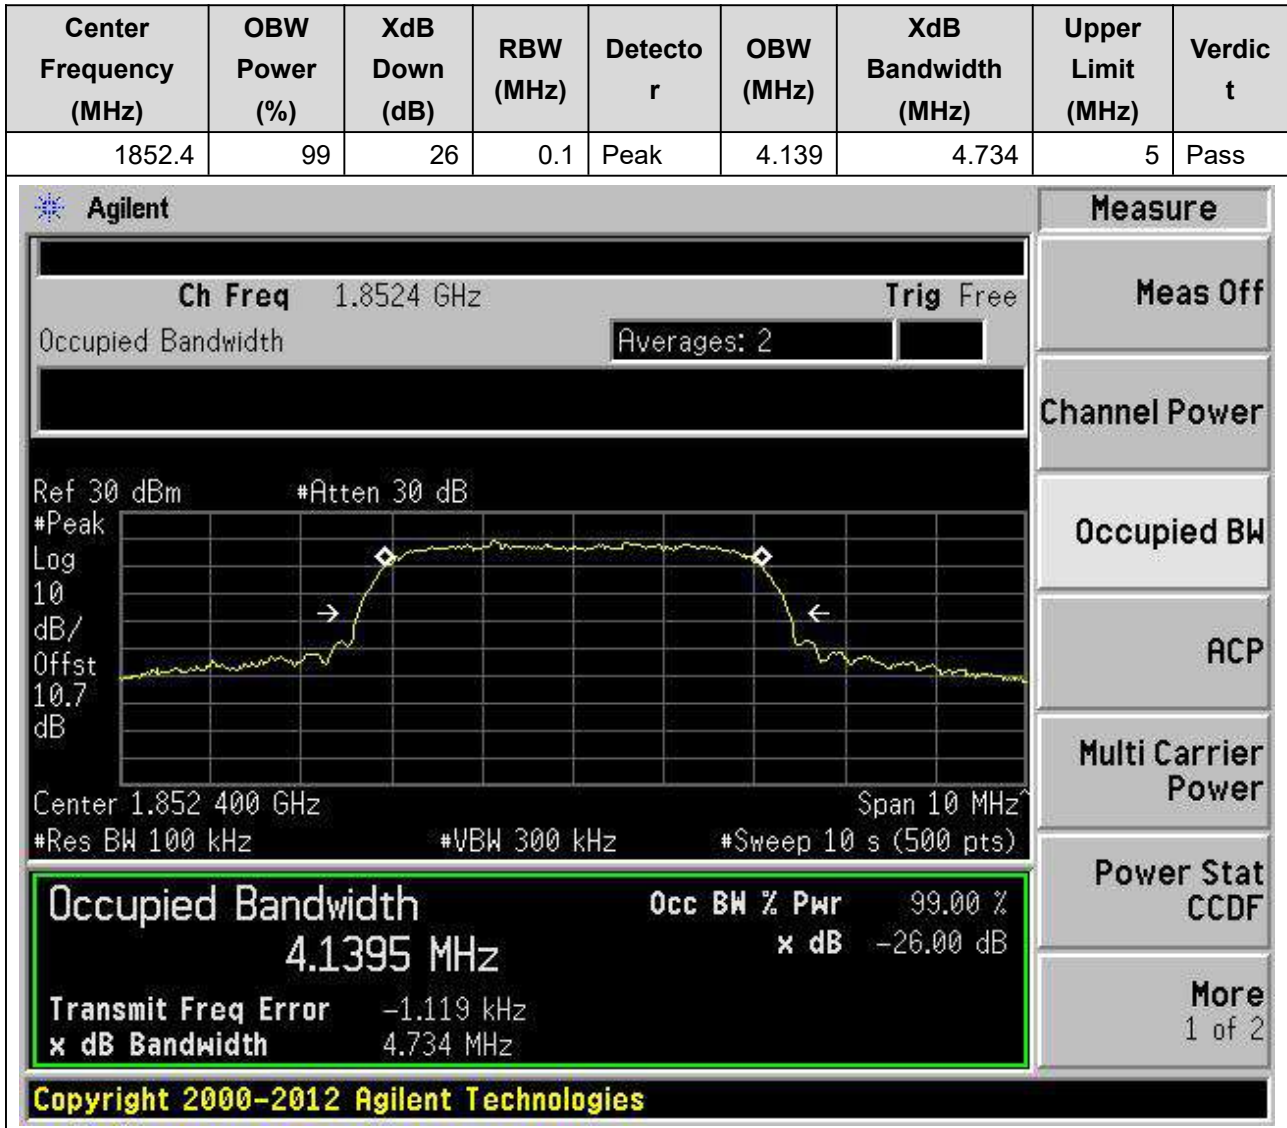 Center Frequency (MHz) OBW Power (%) XdB Down (dB) RBW (MHz) Detecto r OBW (MHz) XdB Bandwidth (MHz) Upper Limit (MHz) Verdic t
1852.4 99 26 0.1 Peak 4.139 4.734 5 Pass
Agilent
Measure
Ch Freq 1.8524 GHz Trig Free
Meas Off
Occupied Bandwidth Averages: 2
Channel Power
Ref 30 dBm #Atten 30 dB
#Peak
Log
10
dB/
Offst
10.7
dB
Occupied BW
ACP
Multi Carrier
Power
Center 1.852 400 GHz Span 10 MHz^
#Res BW 100 kHz #VBW 300 kHz #Sweep 10 s (500 pts)
Power Stat
CCDF
Occupied Bandwidth Occ BW % Pwr 99.00 %
4.1395 MHz x dB -26.00 dB
Transmit Freq Error -1.119 kHz
x dB Bandwidth 4.734 MHz
More
1 of 2
Copyright 2000-2012 Agilent Technologies